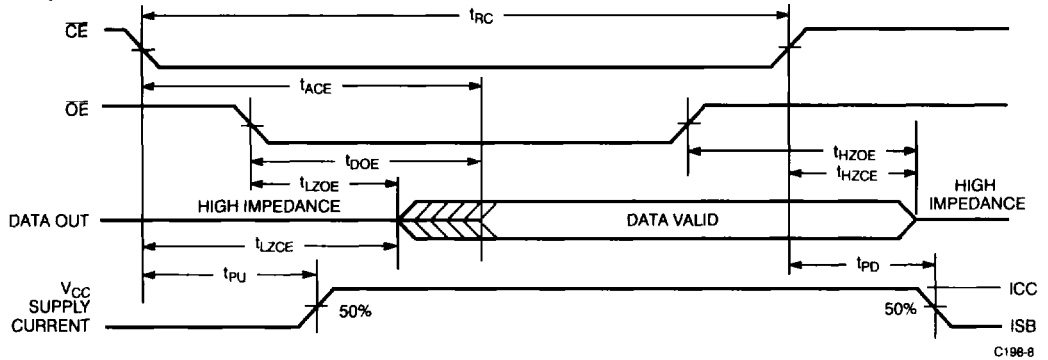 tRC
CE
tACE
OE
tDOE
tHZOE
tLZOE
tHZCE
HIGH IMPEDANCE
HIGH
IMPEDANCE
DATA OUT
DATA VALID
tLZCE
tPU
tPD
VCC
SUPPLY
CURRENT
50%
50%
ICC
ISB
C198-8